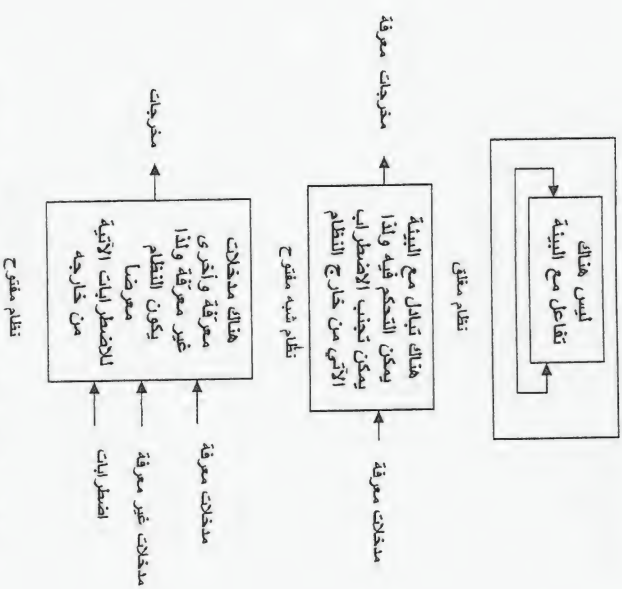 ليس هناك
تفاعل مع البيئة
نظام مغلق
مخرجات معرفة
هناك تبادل مع البيئة
يمكن التحكم فيه ولذا
يمكن تجنب الاضطراب
الآتي من خارج النظام
مدخلات معرفة
نظام شبه مفتوح
مخرجات
هناك مدخلات
معرفة وأخرى
غير معرفة ولذا
يكون النظام
معرضا
للاضطرابات الآتية
من خارجه
مدخلات معرفة
مدخلات غير معرفة
اضطرابات
نظام مفتوح